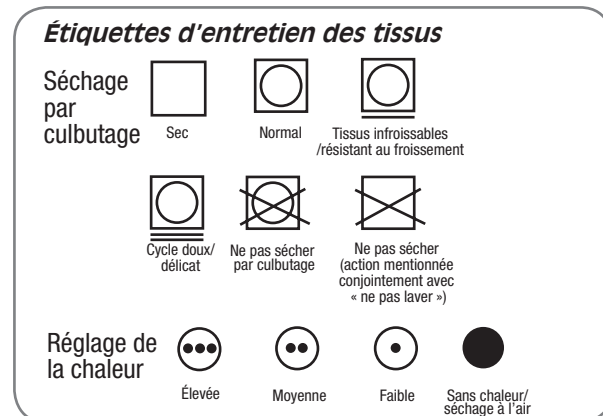 Étiquettes d'entretien des tissus
Séchage
par
culbutage
Sec
Normal
Tissus infroissables
/résistant au froissement
Cycle doux/
délicat
Ne pas sécher
par culbutage
Ne pas sécher
(action mentionnée
conjointement avec
« ne pas laver »)
Réglage de
la chaleur
Élevée
Moyenne
Faible
Sans chaleur/
séchage à l'air